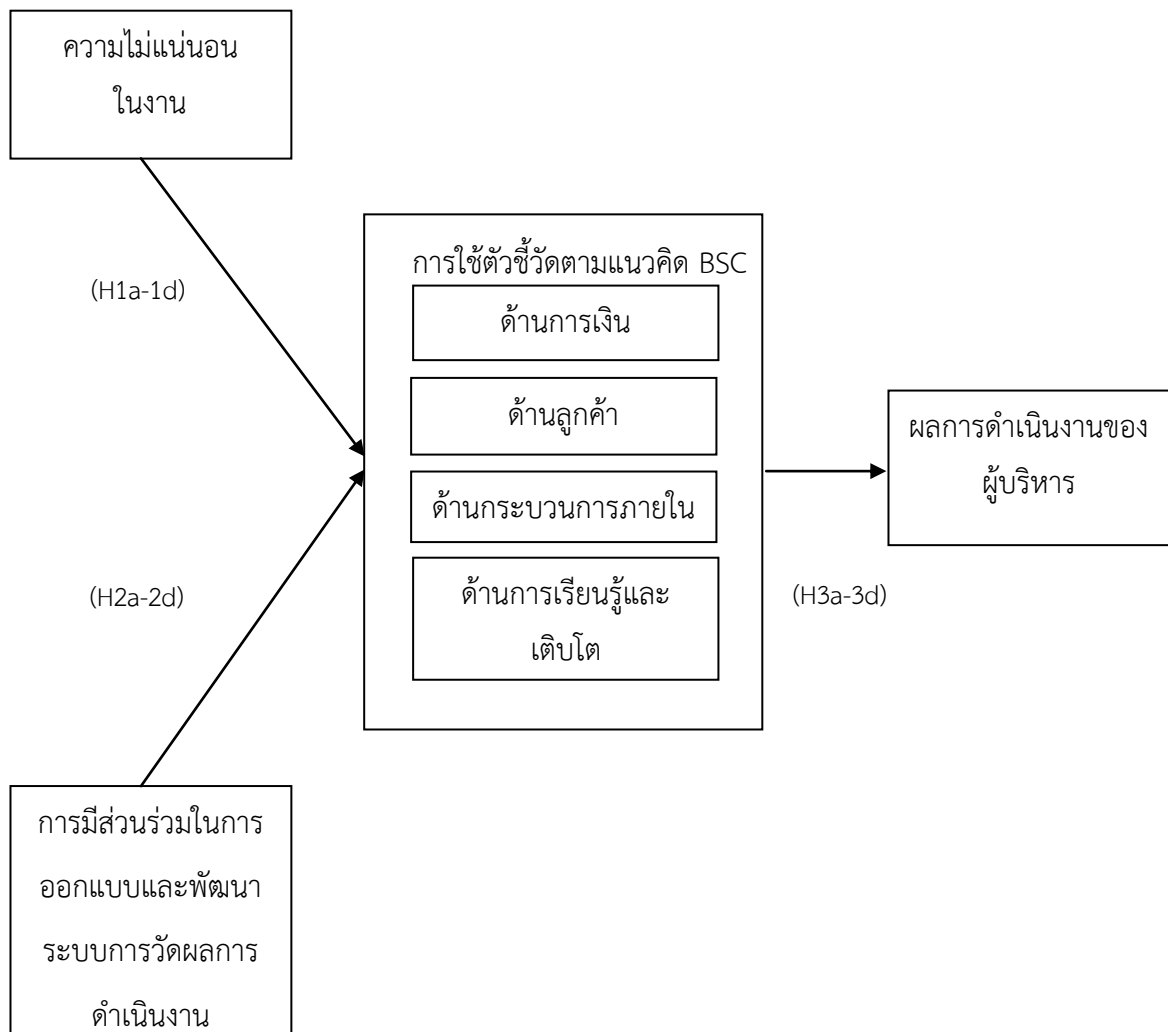 ความไม่แน่นอน
ในงาน
(H1a-1d)
การใช้ตัวชี้วัดตามแนวคิด BSC
ด้านการเงิน
ด้านลูกค้า
ด้านกระบวนการภายใน
ด้านการเรียนรู้และ
เติบโต
ผลการดำเนินงานของ
ผู้บริหาร
(H2a-2d)
(H3a-3d)
การมีส่วนร่วมในการ
ออกแบบและพัฒนา
ระบบการวัดผลการ
ดำเนินงาน